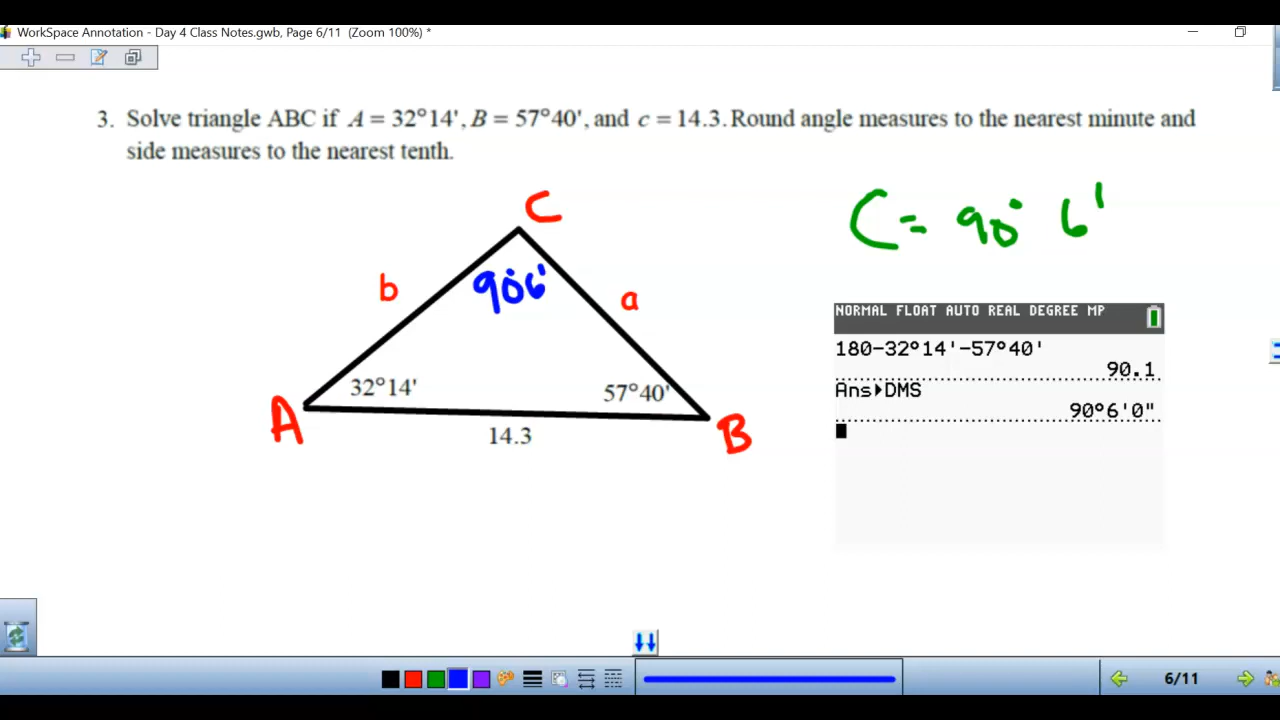 WorkSpace Annotation - Day 4 Class Notes.gwb, Page 6/11 (Zoom 100%) *
3. Solve triangle ABC if A = 32°14', B = 57°40', and c = 14.3. Round angle measures to the nearest minute and
side measures to the nearest tenth.
C
C = 90° 6'
b
90°6'
a
NORMAL FLOAT AUTO REAL DEGREE MP
180-32°14'-57°40'
90.1
Ans▸DMS
90°6'0"
32°14'
57°40'
A
B
14.3
6/11